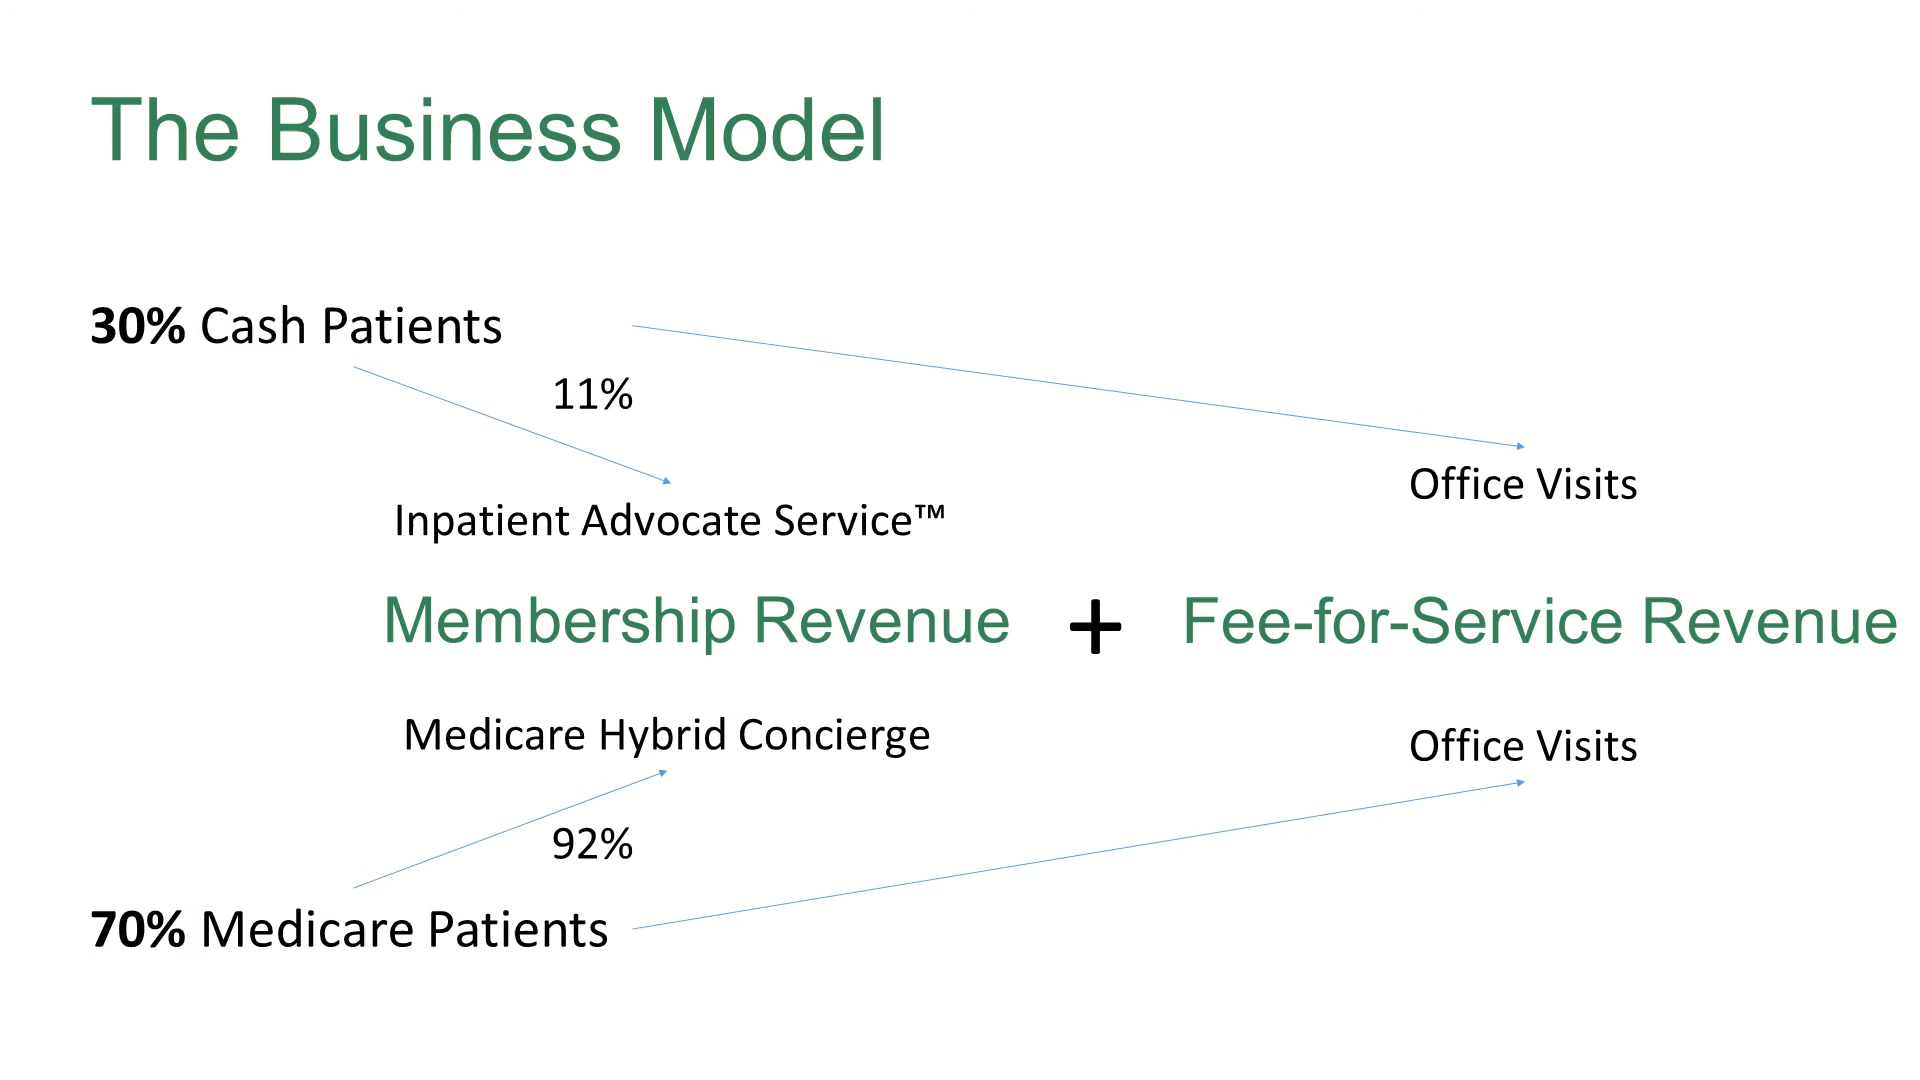 The Business Model
30% Cash Patients
11%
Office Visits
Inpatient Advocate Service™
Membership Revenue + Fee-for-Service Revenue
Medicare Hybrid Concierge
Office Visits
92%
70% Medicare Patients